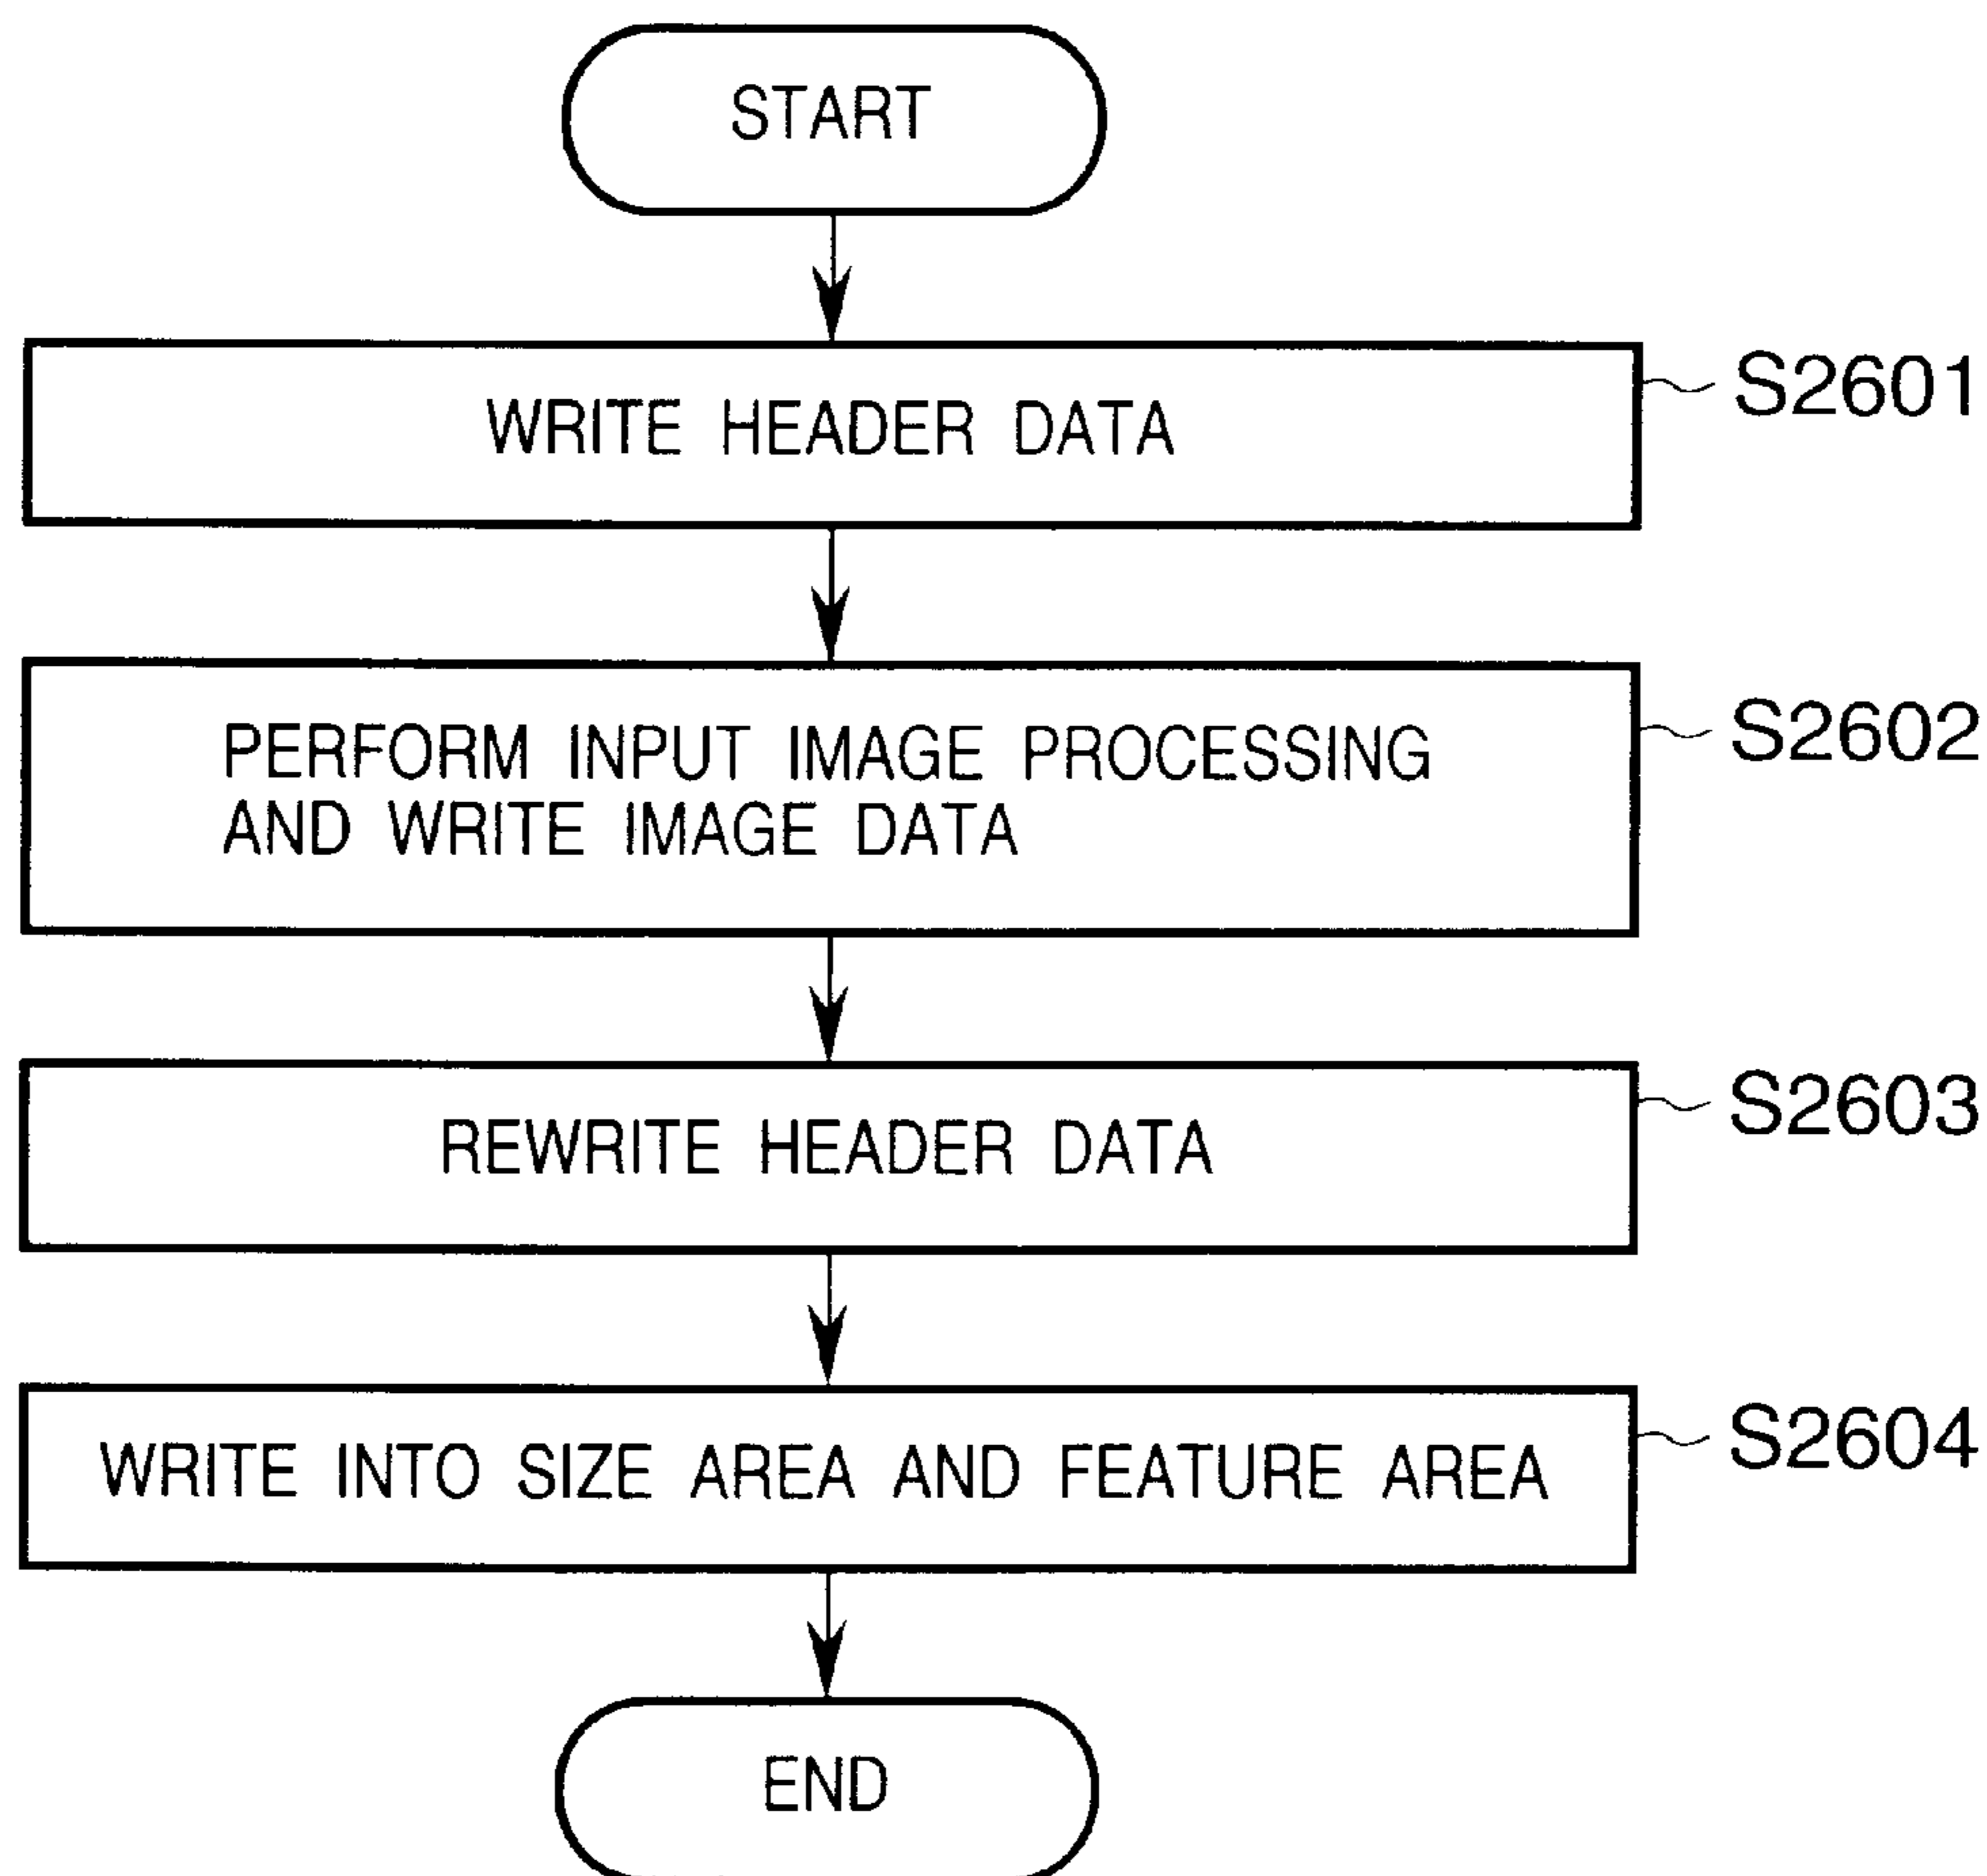 START
WRITE HEADER DATA
S2601
PERFORM INPUT IMAGE PROCESSING
AND WRITE IMAGE DATA
S2602
REWRITE HEADER DATA
S2603
WRITE INTO SIZE AREA AND FEATURE AREA
S2604
END